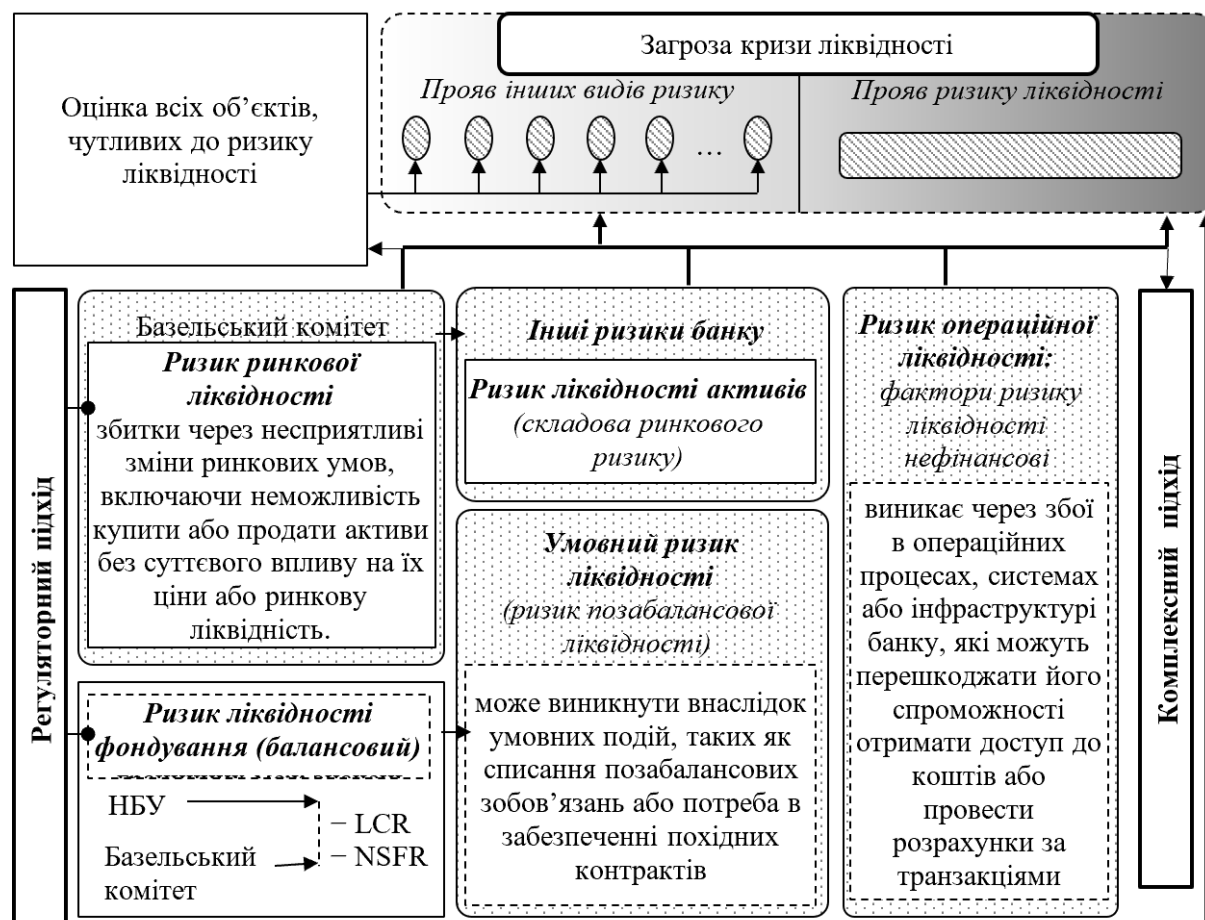 Оцінка всіх об’єктів,
чутливих до ризику
ліквідності
Загроза кризи ліквідності
Прояв інших видів ризику
Прояв ризику ліквідності
...
Регуляторний підхід
Базельський комітет
Ризик ринкової
ліквідності
збитки через несприятливі
зміни ринкових умов,
включаючи неможливість
купити або продати активи
без суттєвого впливу на їх
ціни або ринкову
ліквідність.
Ризик ліквідності
фондування (балансовий)
НБУ
Базельський
комітет
− LCR
− NSFR
Інші ризики банку
Ризик ліквідності активів
(складова ринкового
ризику)
Умовний ризик
ліквідності
(ризик позабалансової
ліквідності)
може виникнути внаслідок
умовних подій, таких як
списання позабалансових
зобов’язань або потреба в
забезпеченні похідних
контрактів
Ризик операційної
ліквідності:
фактори ризику
ліквідності
нефінансові
виникає через збої
в операційних
процесах, системах
або інфраструктурі
банку, які можуть
перешкоджати його
спроможності
отримати доступ до
коштів або
провести
розрахунки за
транзакціями
Комплексний підхід